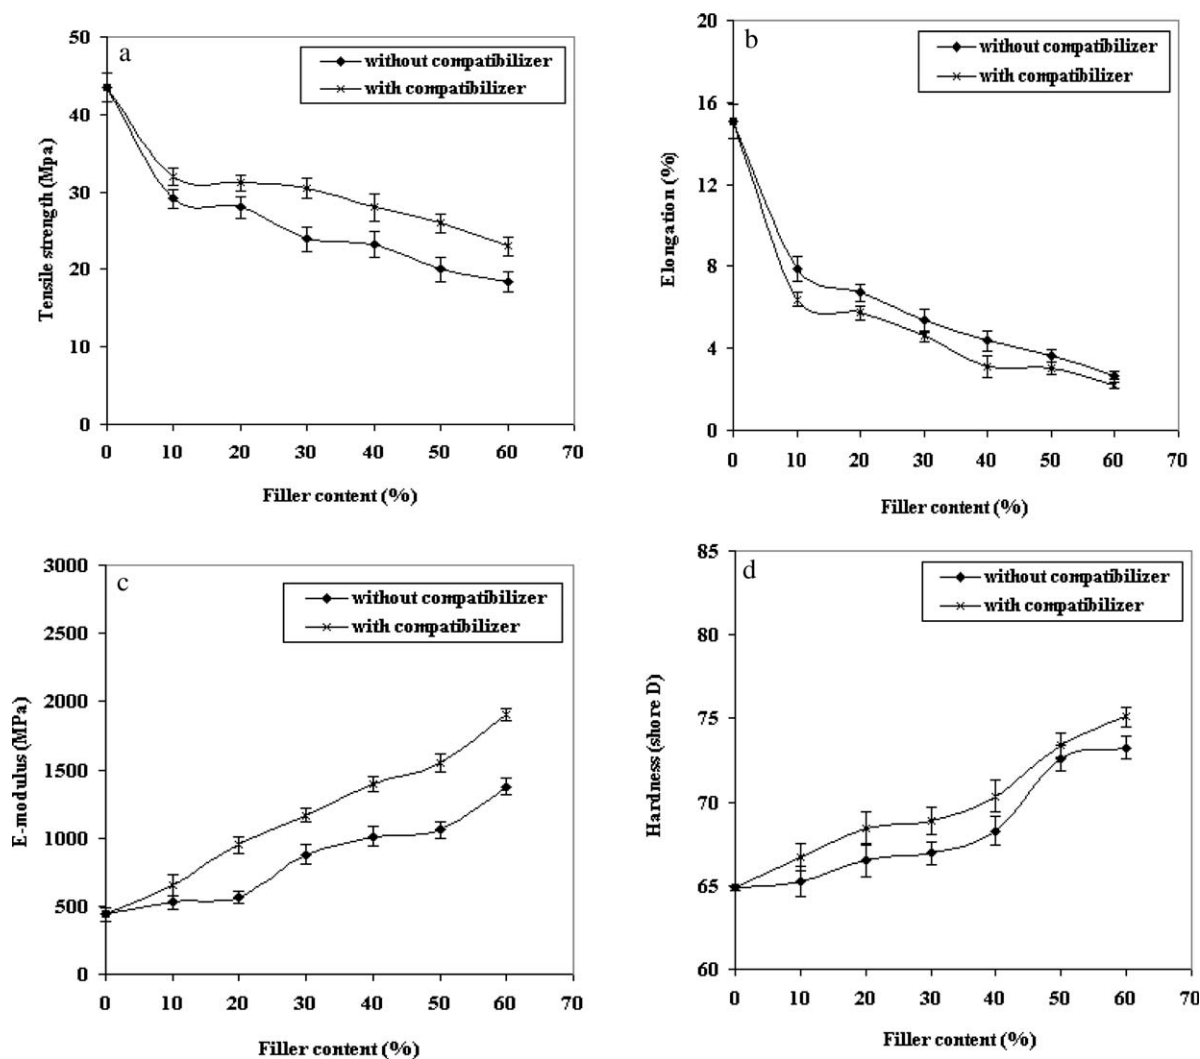 a
without compatibilizer
with compatibilizer
50
40
30
20
10
0
Tensile strength (Mpa)
0 10 20 30 40 50 60 70
Filler content (%)
b
without compatibilizer
with compatibilizer
20
16
12
8
4
0
Elongation (%)
0 10 20 30 40 50 60 70
Filler content (%)
c
without compatibilizer
with compatibilizer
3000
2500
2000
1500
1000
500
0
E-modulus (MPa)
0 10 20 30 40 50 60 70
Filler content (%)
d
without compatibilizer
with compatibilizer
85
80
75
70
65
60
Hardness (shore D)
0 10 20 30 40 50 60 70
Filler content (%)